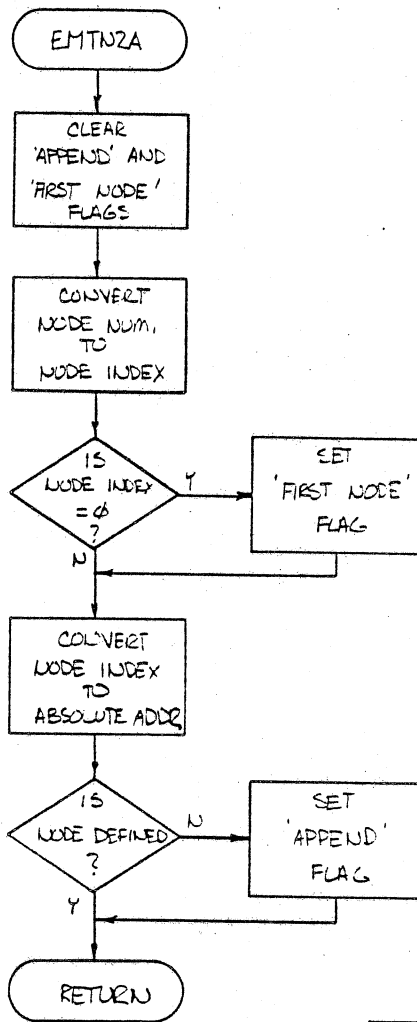 EMTN2A
CLEAR
'APPEND' AND
'FIRST NODE'
FLAGS
CONVERT
NODE NUM.
TO
NODE INDEX
IS
NODE INDEX
=φ
?
Y
N
SET
'FIRST NODE'
FLAG
CONVERT
NODE INDEX
TO
ABSOLUTE ADDR
IS
NODE DEFINED
?
N
Y
SET
'APPEND'
FLAG
RETURN